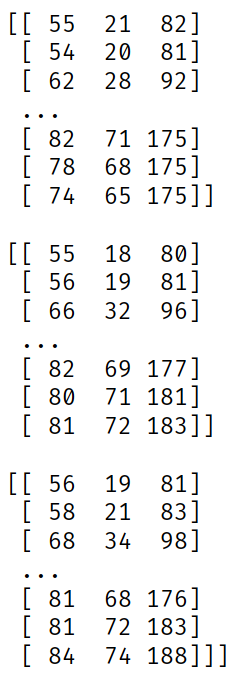 [[ 55 21 82]
[ 54 20 81]
[ 62 28 92]
...
[ 82 71 175]
[ 78 68 175]
[ 74 65 175]]
[[ 55 18 80]
[ 56 19 81]
[ 66 32 96]
...
[ 82 69 177]
[ 80 71 181]
[ 81 72 183]]
[[ 56 19 81]
[ 58 21 83]
[ 68 34 98]
...
[ 81 68 176]
[ 81 72 183]
[ 84 74 188]]]